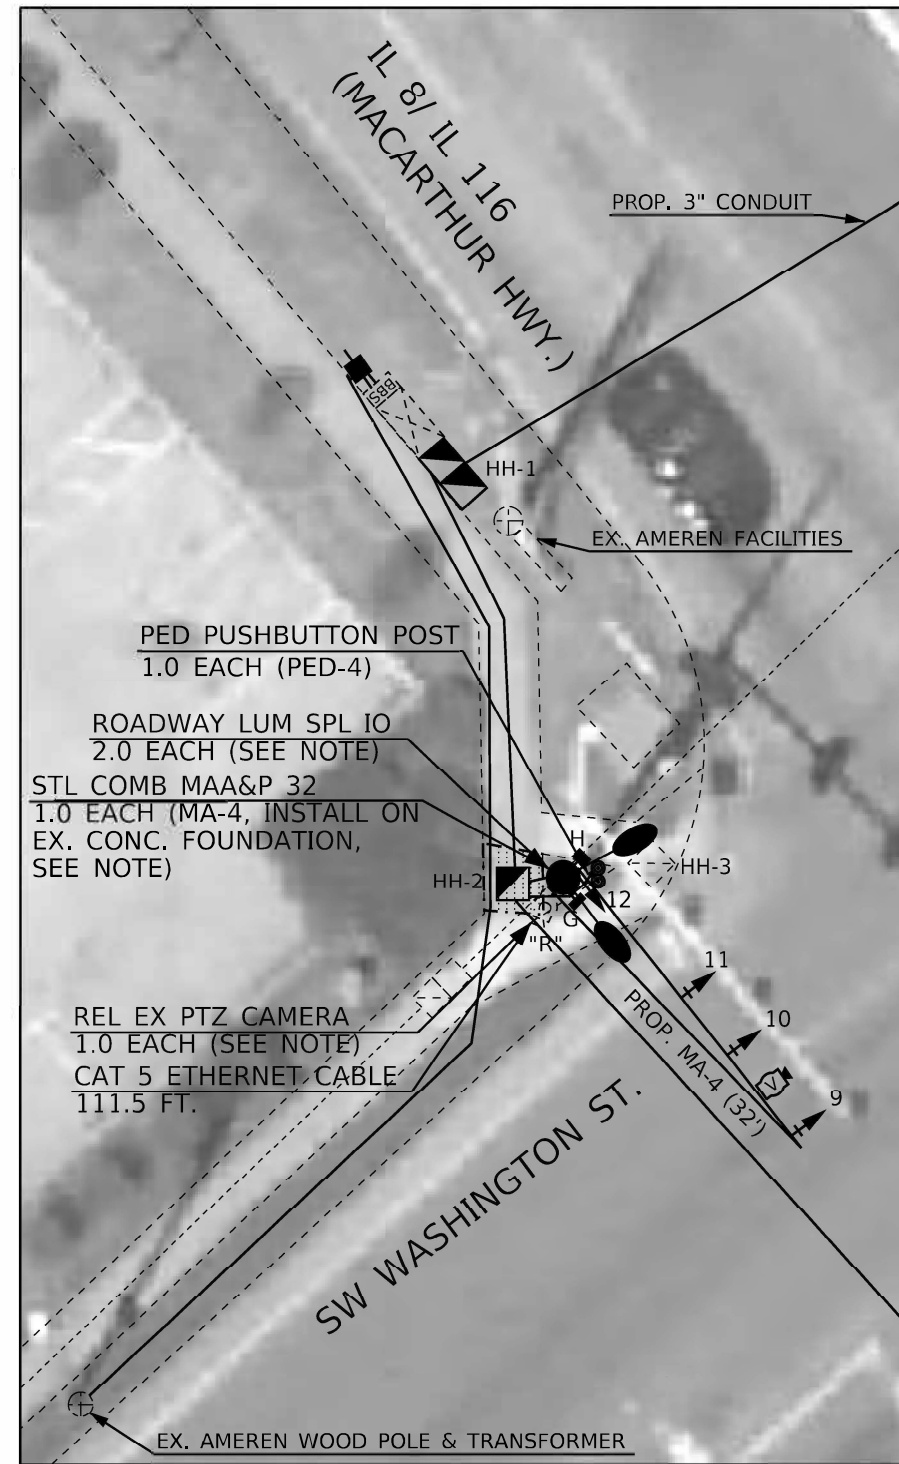 IL 8/ IL 116
(MACARTHUR HWY.)
PROP. 3" CONDUIT
BBS
HH-1
EX. AMEREN FACILITIES
PED PUSHBUTTON POST
1.0 EACH (PED-4)
ROADWAY LUM SPL IO
2.0 EACH (SEE NOTE)
STL COMB MAA&P 32
1.0 EACH (MA-4, INSTALL ON
EX. CONC. FOUNDATION,
SEE NOTE)
H
HH-3
HH-2
12
G
"R"
11
PROP. MA-4 (32')
10
V
9
REL EX PTZ CAMERA
1.0 EACH (SEE NOTE)
CAT 5 ETHERNET CABLE
111.5 FT.
SW WASHINGTON ST.
EX. AMEREN WOOD POLE & TRANSFORMER